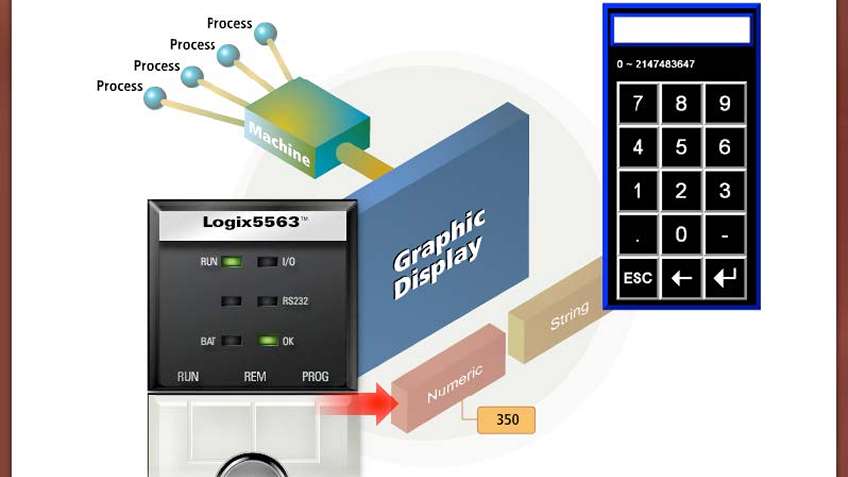 Process
Process
Process
Process
Machine
Graphic
Display
Numeric
String
350
Logix5563™
RUN
I/O
RS232
BAT
OK
RUN REM PROG
0 ~ 2147483647
7 8 9
4 5 6
1 2 3
. 0 -
ESC ← ↵